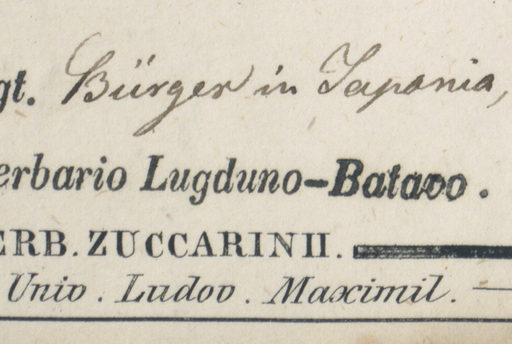 gt. Bürger in Japonia,
erbario Lugduno-Batavo.
ERB. ZUCCARINII.
Univ. Ludov. Maximil.